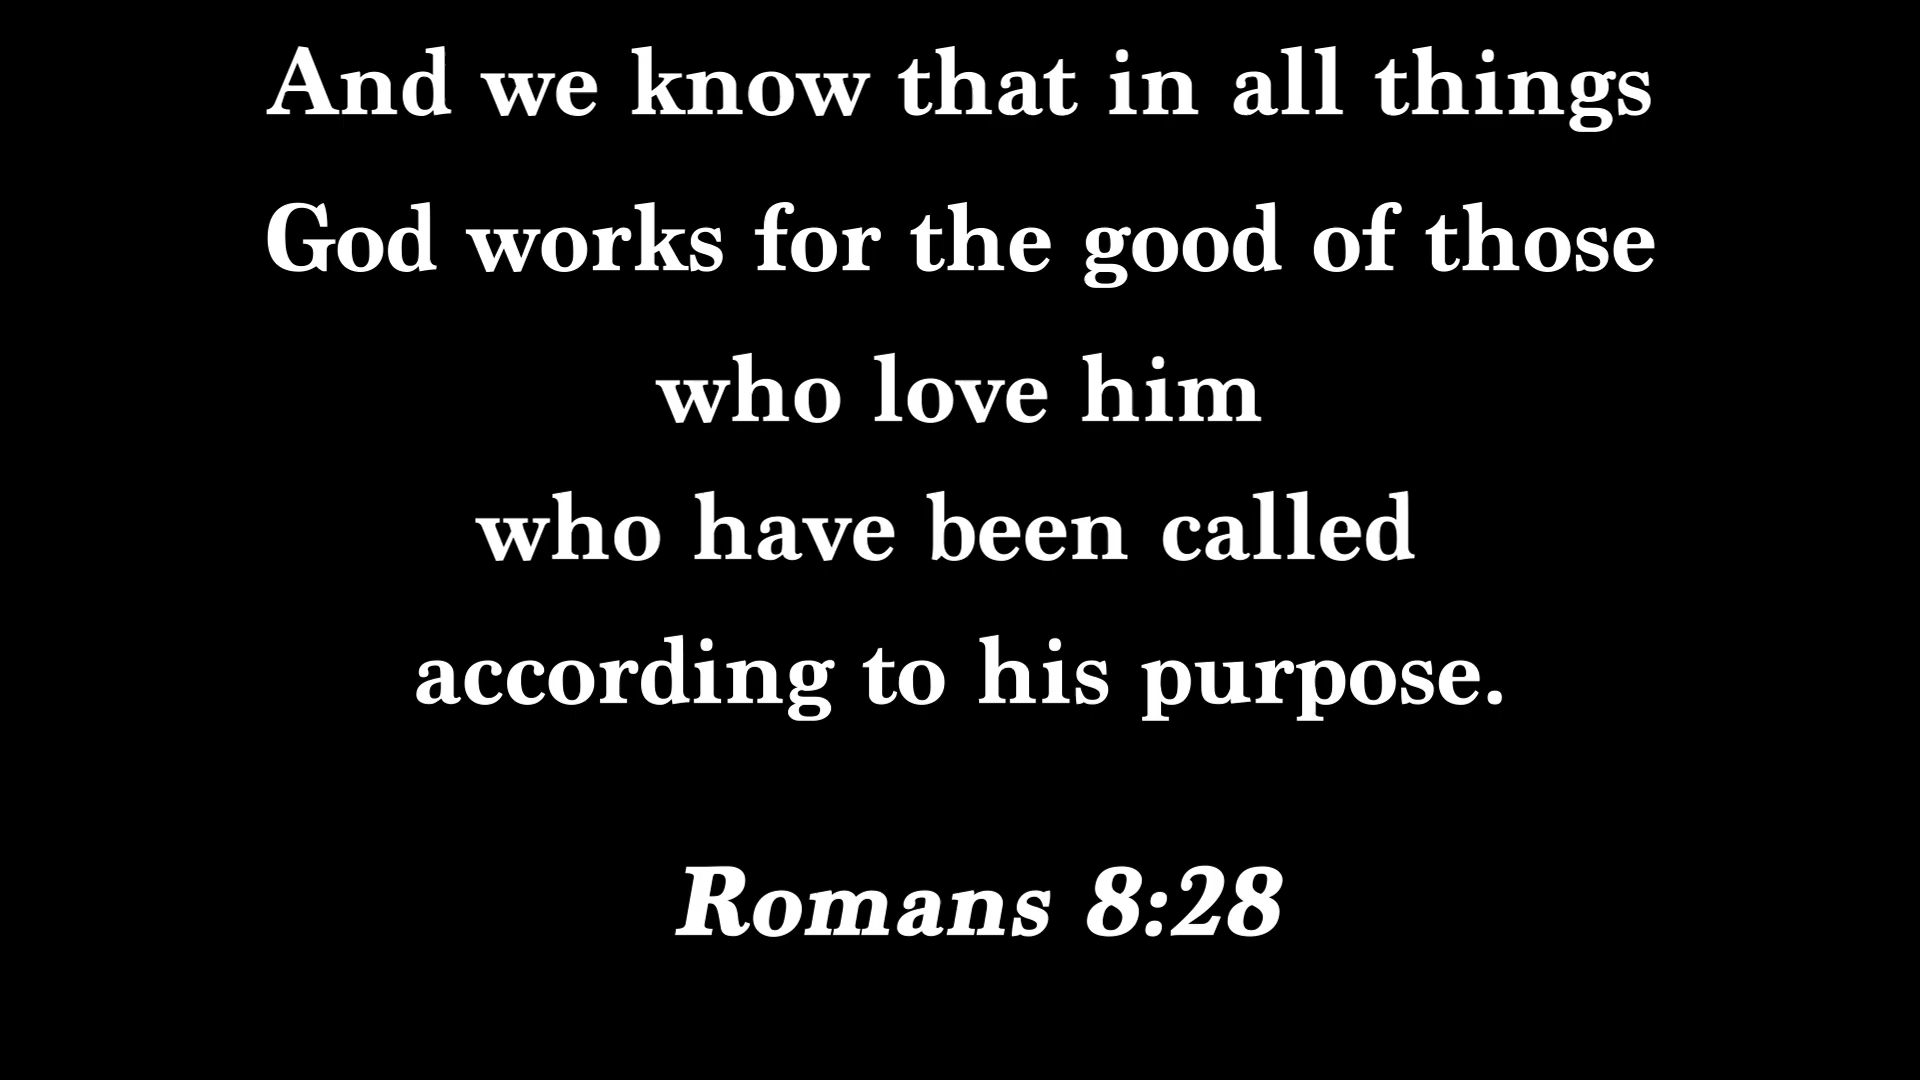 And we know that in all things
God works for the good of those
who love him
who have been called
according to his purpose.
Romans 8:28